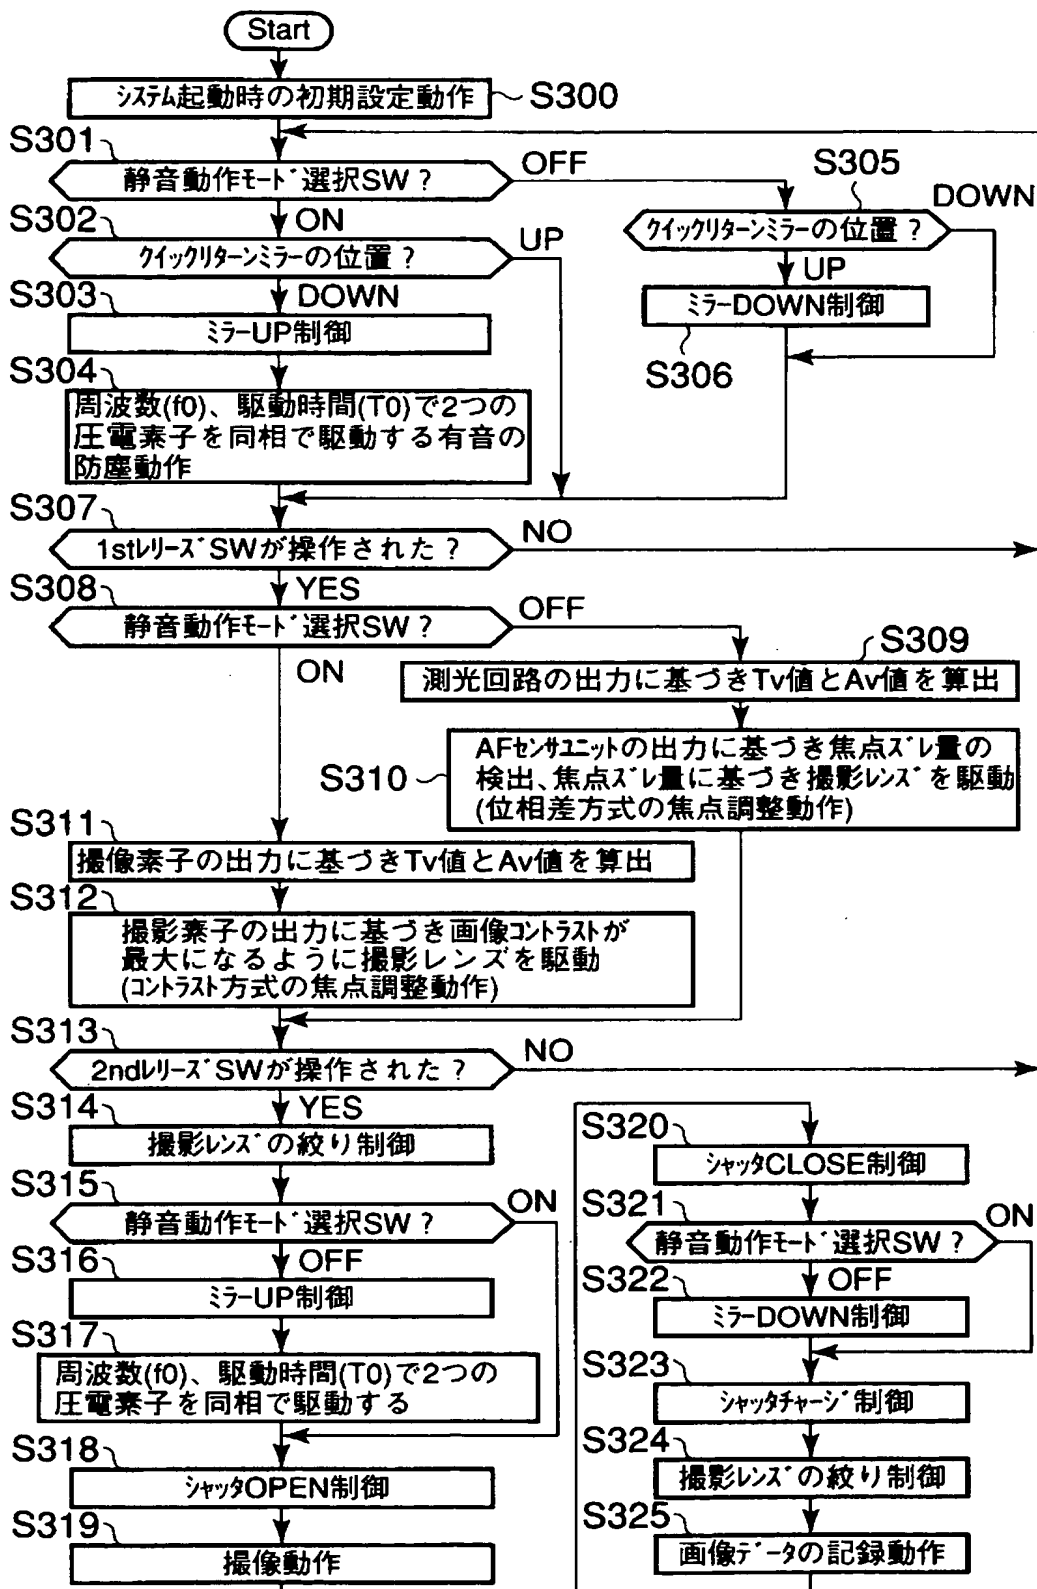 Start
システム起動時の初期設定動作
S300
S301
静音動作モード選択SW？
OFF
ON
S302
クイックリターンミラーの位置？
UP
DOWN
S303
ミラーUP制御
S304
周波数(f0)、駆動時間(T0)で2つの
圧電素子を同相で駆動する有音の
防塵動作
S305
クイックリターンミラーの位置？
DOWN
UP
ミラーDOWN制御
S306
S307
1stレリーズSWが操作された？
NO
YES
S308
静音動作モード選択SW？
OFF
ON
S309
測光回路の出力に基づきTv値とAv値を算出
S310
AFセンサユニットの出力に基づき焦点ズレ量の
検出、焦点ズレ量に基づき撮影レンズを駆動
(位相差方式の焦点調整動作)
S311
撮像素子の出力に基づきTv値とAv値を算出
S312
撮影素子の出力に基づき画像コントラストが
最大になるように撮影レンズを駆動
(コントラスト方式の焦点調整動作)
S313
2ndレリーズSWが操作された？
NO
YES
S314
撮影レンズの絞り制御
S315
静音動作モード選択SW？
ON
OFF
S316
ミラーUP制御
S317
周波数(f0)、駆動時間(T0)で2つの
圧電素子を同相で駆動する
S318
シャッタOPEN制御
S319
撮像動作
S320
シャッタCLOSE制御
S321
静音動作モード選択SW？
ON
OFF
S322
ミラーDOWN制御
S323
シャッタチャージ制御
S324
撮影レンズの絞り制御
S325
画像データの記録動作